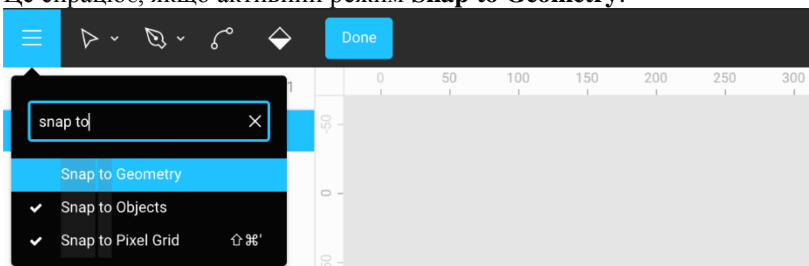 Це спрацює, якщо активний режим Snap to Geometry.
Done
1
0 50 100 150 200 250 300
snap to
-50
Snap to Geometry
0
Snap to Objects
Snap to Pixel Grid ⇧⌘'